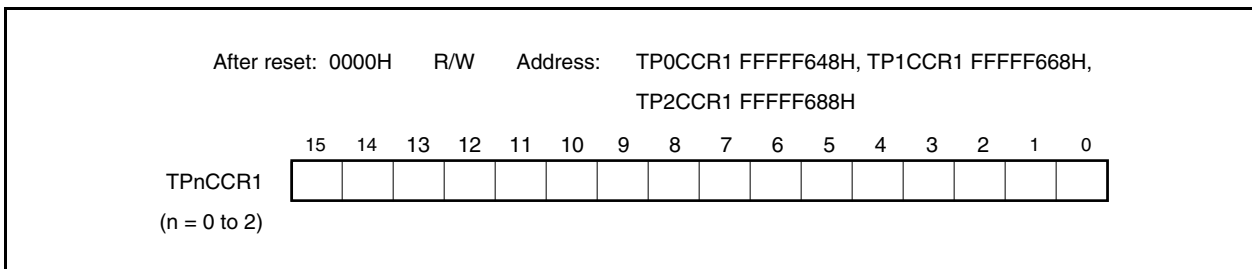 After reset: 0000H R/W Address: TP0CCR1 FFFFF648H, TP1CCR1 FFFFF668H,
TP2CCR1 FFFFF688H
15 14 13 12 11 10 9 8 7 6 5 4 3 2 1 0
TPnCCR1
(n = 0 to 2)